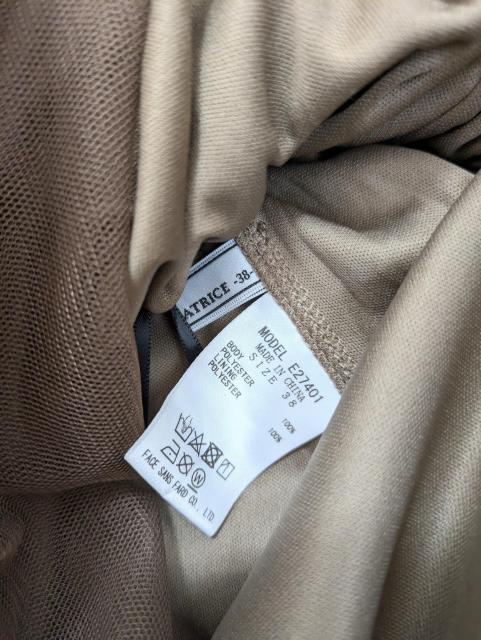 ATRICE -38-
MODEL E27401
MADE IN CHINA
SIZE 38
BODY
POLYESTER 100%
LINING
POLYESTER 100%
W
FACE SANS FARD CO., LTD